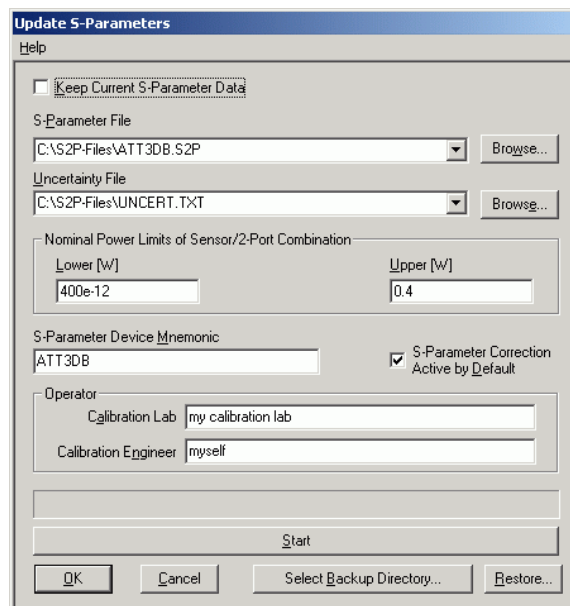 Update S-Parameters
Help
Keep Current S-Parameter Data
S-Parameter File
C:\S2P-Files\ATT3DB.S2P
Browse...
Uncertainty File
C:\S2P-Files\UNCERT.TXT
Browse...
Nominal Power Limits of Sensor/2-Port Combination
Lower [W]
Upper [W]
400e-12
0.4
S-Parameter Device Mnemonic
ATT3DB
S-Parameter Correction
Active by Default
Operator
Calibration Lab
my calibration lab
Calibration Engineer
myself
Start
OK
Cancel
Select Backup Directory...
Restore...